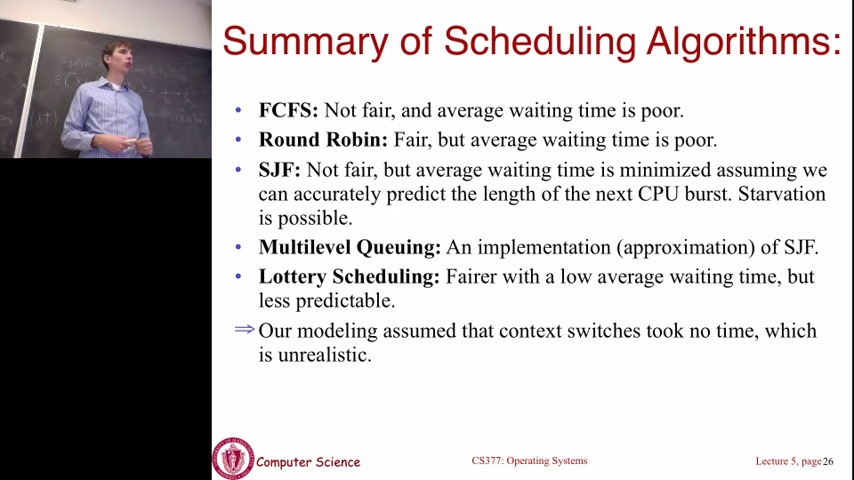 Summary of Scheduling Algorithms:
• FCFS: Not fair, and average waiting time is poor.
• Round Robin: Fair, but average waiting time is poor.
• SJF: Not fair, but average waiting time is minimized assuming we
can accurately predict the length of the next CPU burst. Starvation
is possible.
• Multilevel Queuing: An implementation (approximation) of SJF.
• Lottery Scheduling: Fairer with a low average waiting time, but
less predictable.
⇒ Our modeling assumed that context switches took no time, which
is unrealistic.
Computer Science
CS377: Operating Systems
Lecture 5, page 26